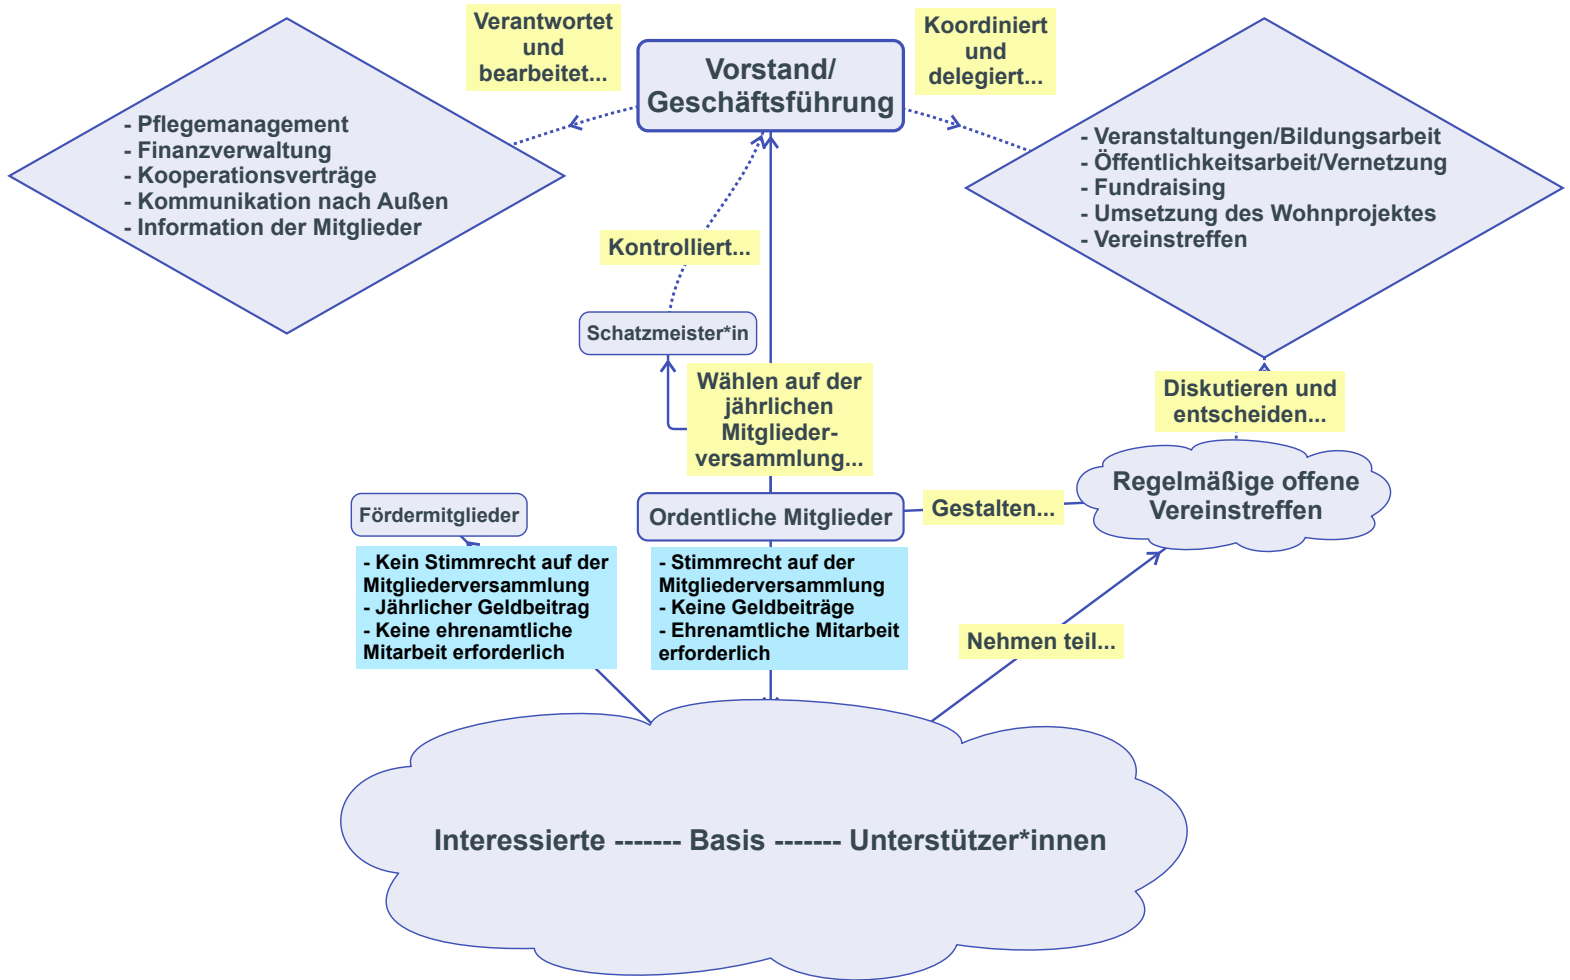 Verantwortet
und
bearbeitet...
Koordiniert
und
delegiert...
Vorstand/
Geschäftsführung
- Pflegemanagement
- Finanzverwaltung
- Kooperationsverträge
- Kommunikation nach Außen
- Information der Mitglieder
- Veranstaltungen/Bildungsarbeit
- Öffentlichkeitsarbeit/Vernetzung
- Fundraising
- Umsetzung des Wohnprojektes
- Vereinstreffen
Kontrolliert...
Schatzmeister*in
Wählen auf der
jährlichen
Mitglieder-
versammlung...
Diskutieren und
entscheiden...
Regelmäßige offene
Vereinstreffen
Fördermitglieder
Ordentliche Mitglieder
Gestalten...
- Kein Stimmrecht auf der
Mitgliederversammlung
- Jährlicher Geldbeitrag
- Keine ehrenamtliche
Mitarbeit erforderlich
- Stimmrecht auf der
Mitgliederversammlung
- Keine Geldbeiträge
- Ehrenamtliche Mitarbeit
erforderlich
Nehmen teil...
Interessierte ------- Basis ------- Unterstützer*innen